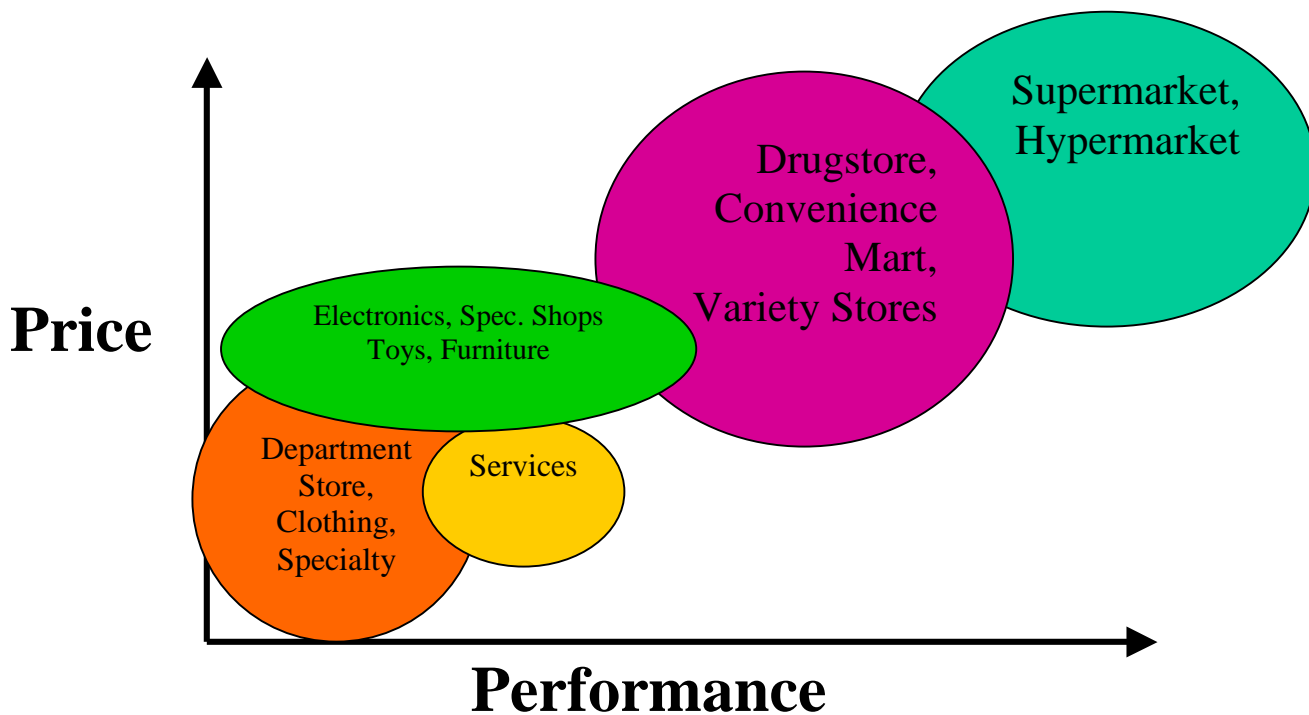 Supermarket,
Hypermarket
Drugstore,
Convenience
Mart,
Variety Stores
Price
Electronics, Spec. Shops
Toys, Furniture
Department
Store,
Clothing,
Specialty
Services
Performance